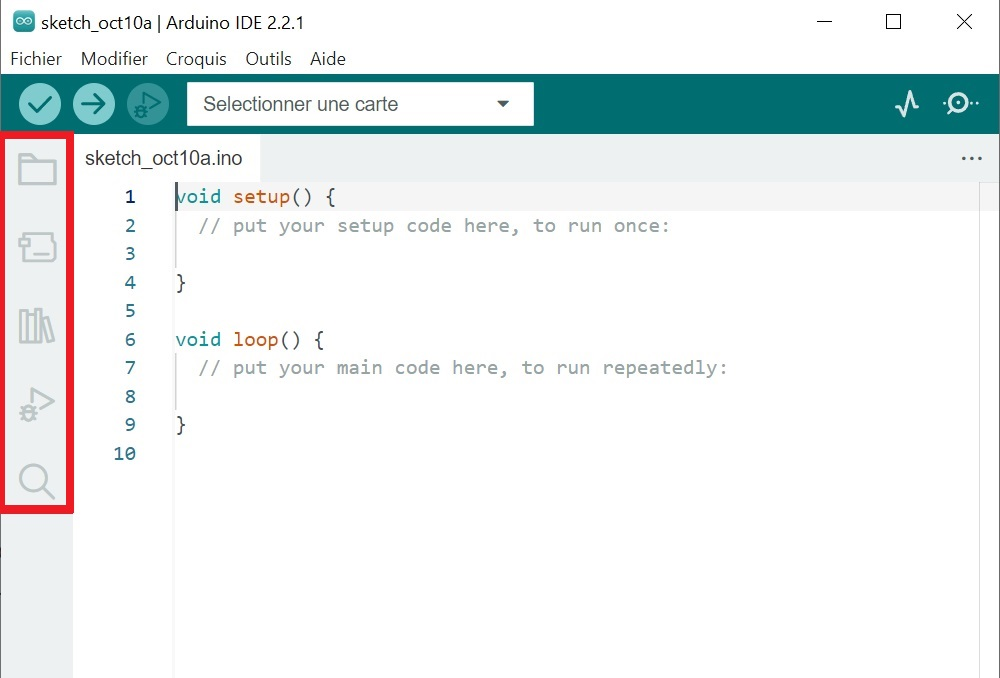 sketch_oct10a | Arduino IDE 2.2.1
Fichier Modifier Croquis Outils Aide
Selectionner une carte
sketch_oct10a.ino
1 void setup() {
2 // put your setup code here, to run once:
3
4 }
5
6 void loop() {
7 // put your main code here, to run repeatedly:
8
9 }
10